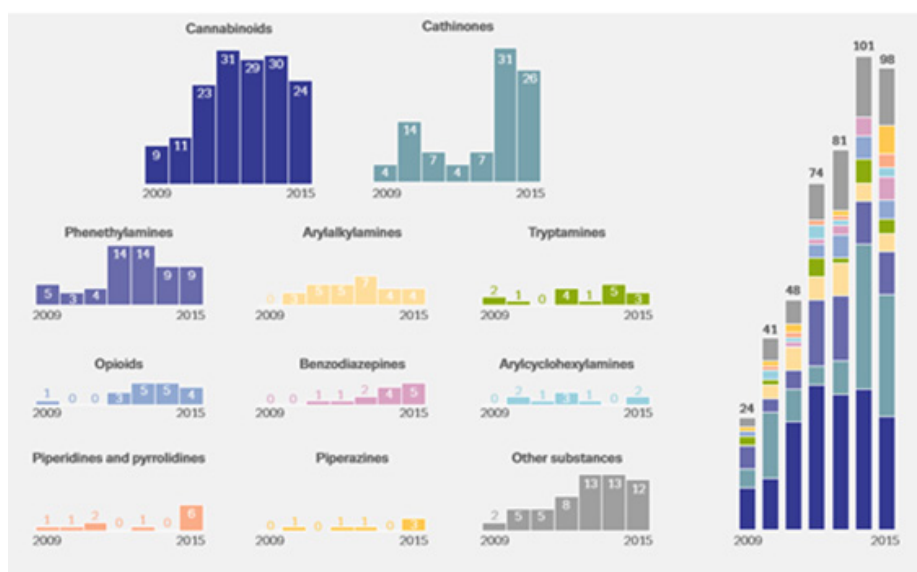 Cannabinoids
9 11 23 31 29 30 24
2009 2015
Cathinones
4 14 7 4 7 31 26
2009 2015
Phenethylamines
5 3 4 14 14 9 9
2009 2015
Arylalkylamines
0 3 5 5 7 4 4
2009 2015
Tryptamines
2 1 0 4 1 5 3
2009 2015
Opioids
1 0 0 3 5 5 4
2009 2015
Benzodiazepines
0 0 1 1 2 4 5
2009 2015
Arylcyclohexylamines
0 2 1 3 1 0 2
2009 2015
Piperidines and pyrrolidines
1 1 2 0 1 0 6
2009 2015
Piperazines
0 1 0 1 1 0 3
2009 2015
Other substances
2 5 5 8 13 13 12
2009 2015
24 41 48 74 81 101 98
2009 2015